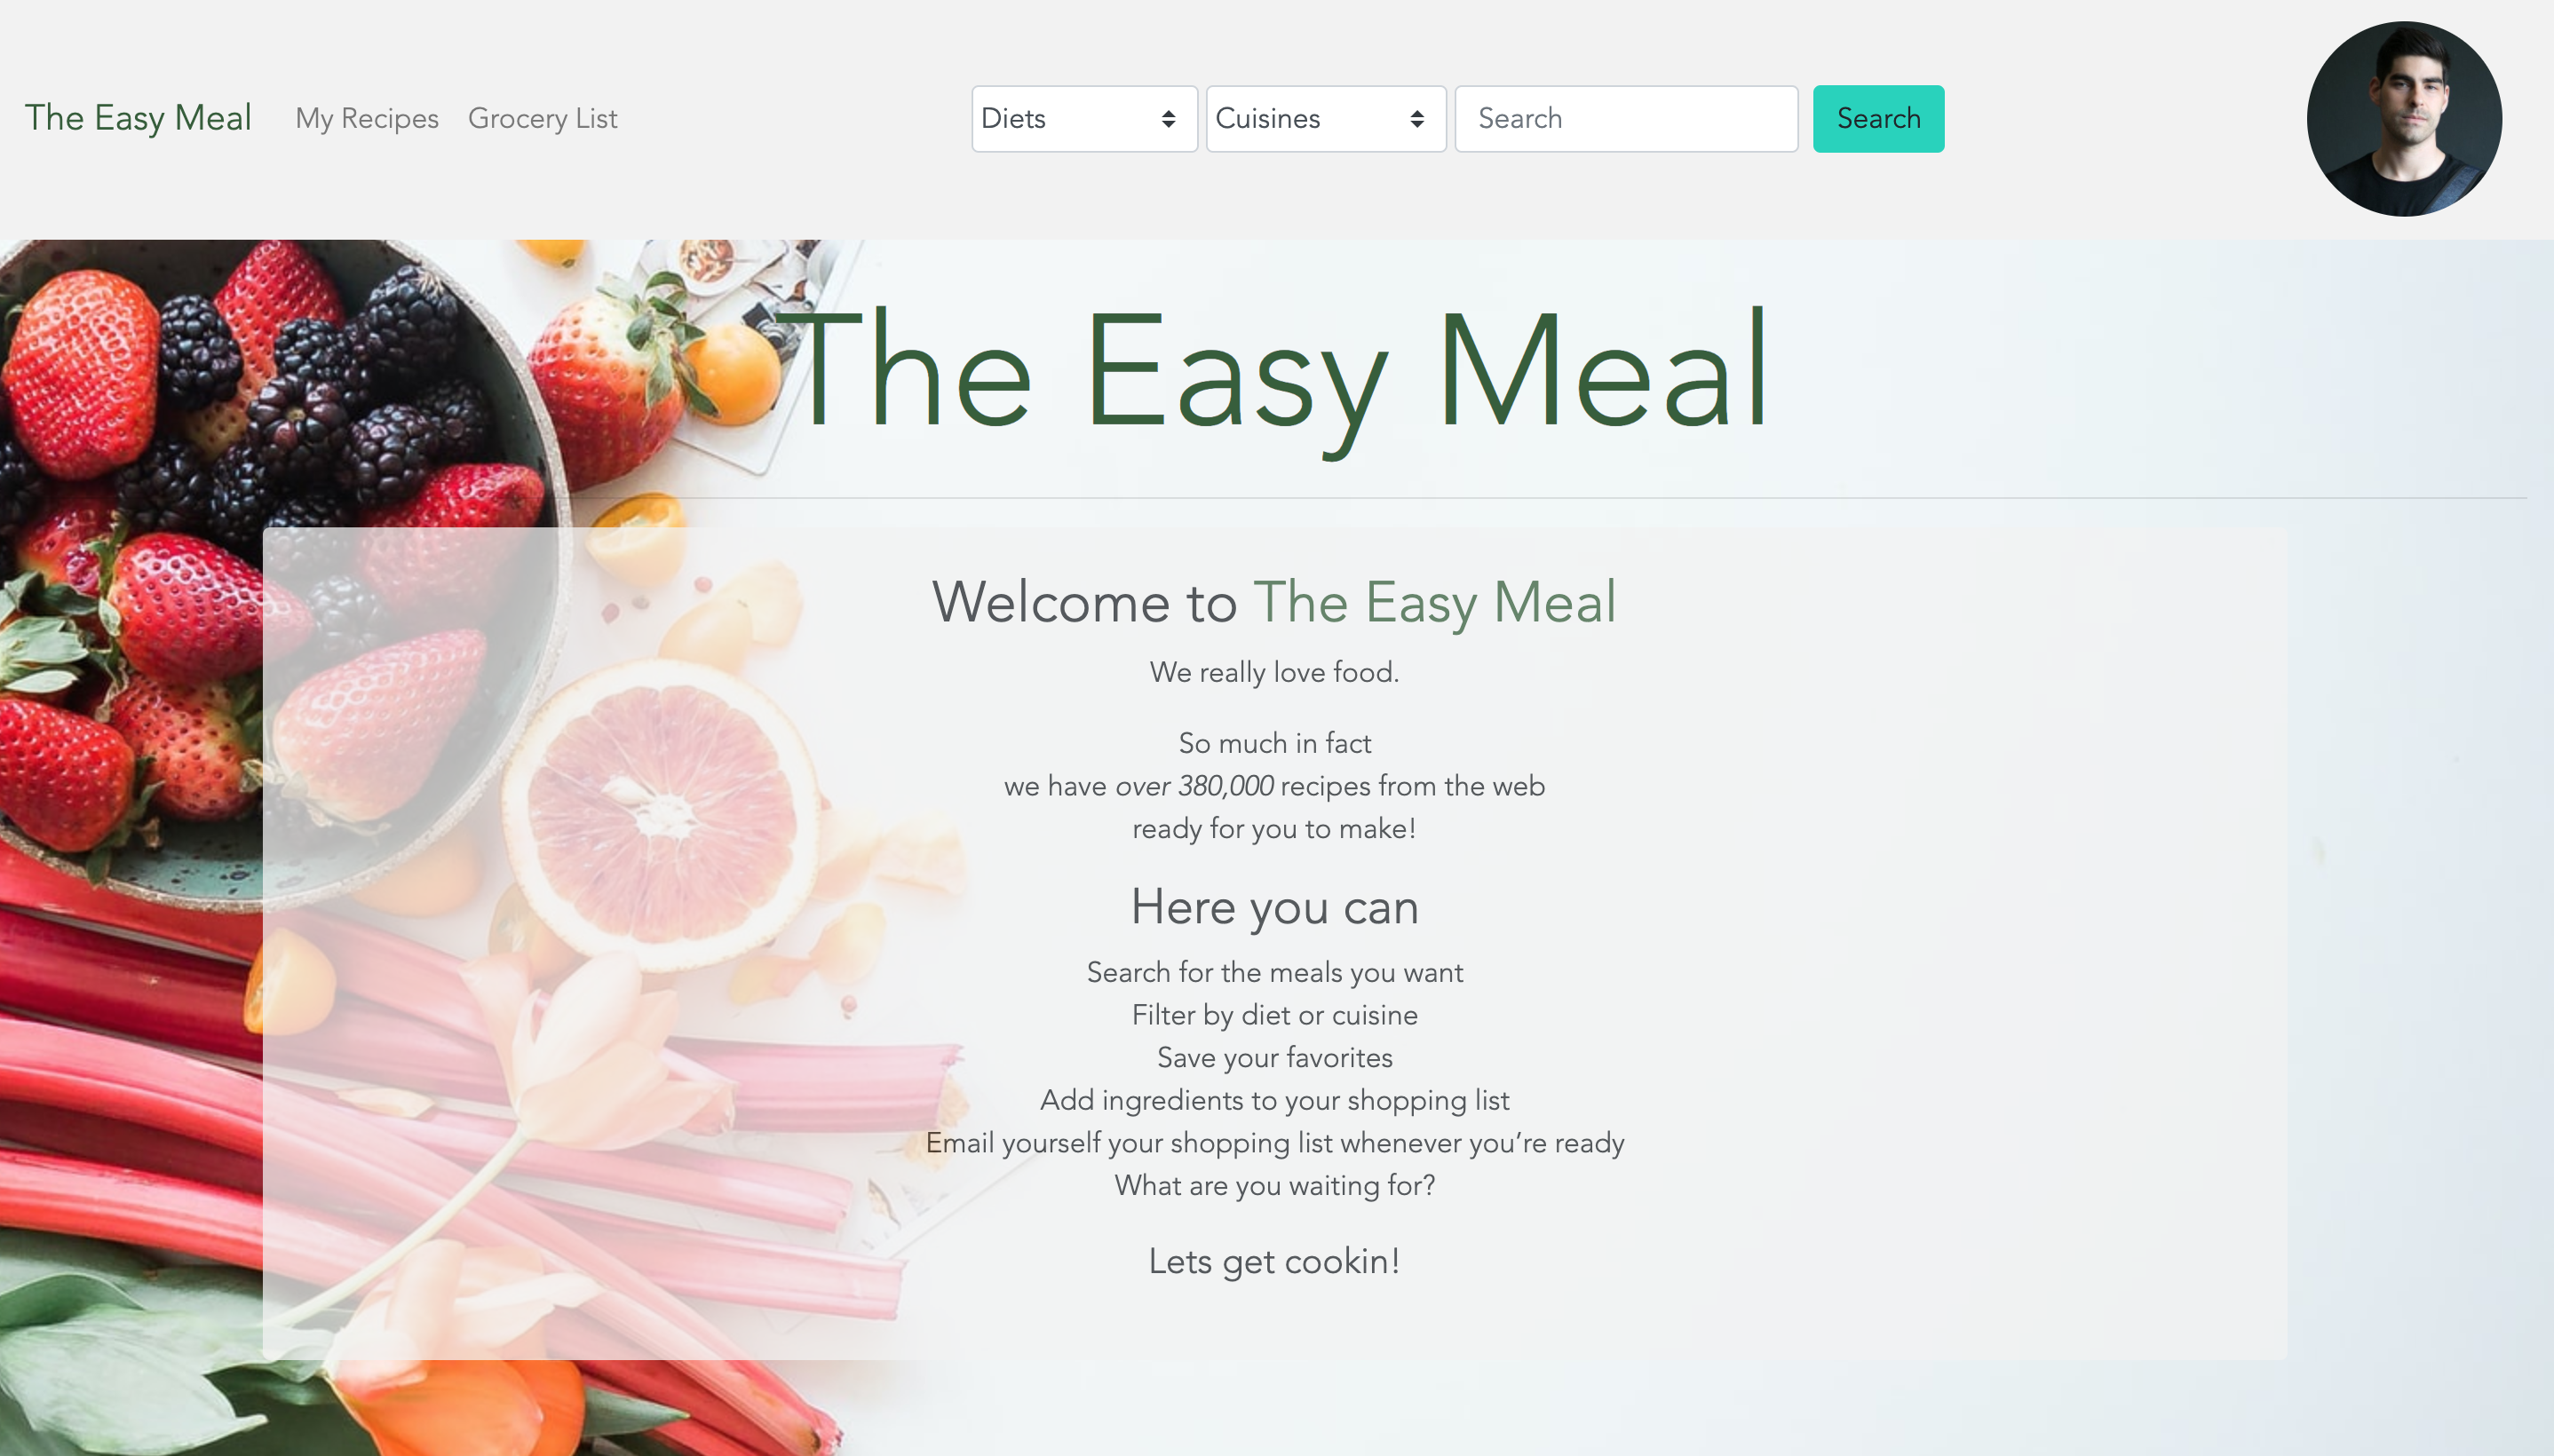 The Easy Meal
My Recipes
Grocery List
Diets
Cuisines
Search
Search
The Easy Meal
Welcome to The Easy Meal
We really love food.
So much in fact
we have over 380,000 recipes from the web
ready for you to make!
Here you can
Search for the meals you want
Filter by diet or cuisine
Save your favorites
Add ingredients to your shopping list
Email yourself your shopping list whenever you’re ready
What are you waiting for?
Lets get cookin!